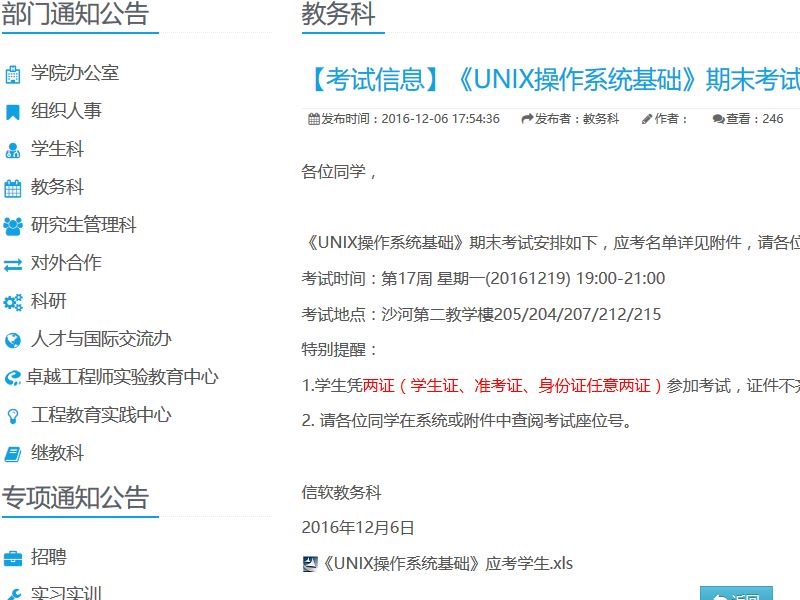 部门通知公告
学院办公室
组织人事
学生科
教务科
研究生管理科
对外合作
科研
人才与国际交流办
卓越工程师实验教育中心
工程教育实践中心
继教科
专项通知公告
招聘
实习实训
教务科
【考试信息】《UNIX操作系统基础》期末考试
发布时间：2016-12-06 17:54:36 发布者：教务科 作者： 查看：246
各位同学，
《UNIX操作系统基础》期末考试安排如下，应考名单详见附件，请各位
考试时间：第17周 星期一(20161219) 19:00-21:00
考试地点：沙河第二教学樓205/204/207/212/215
特别提醒：
1.学生凭两证（学生证、准考证、身份证任意两证）参加考试，证件不齐
2. 请各位同学在系统或附件中查阅考试座位号。
信软教务科
2016年12月6日
《UNIX操作系统基础》应考学生.xls
返回